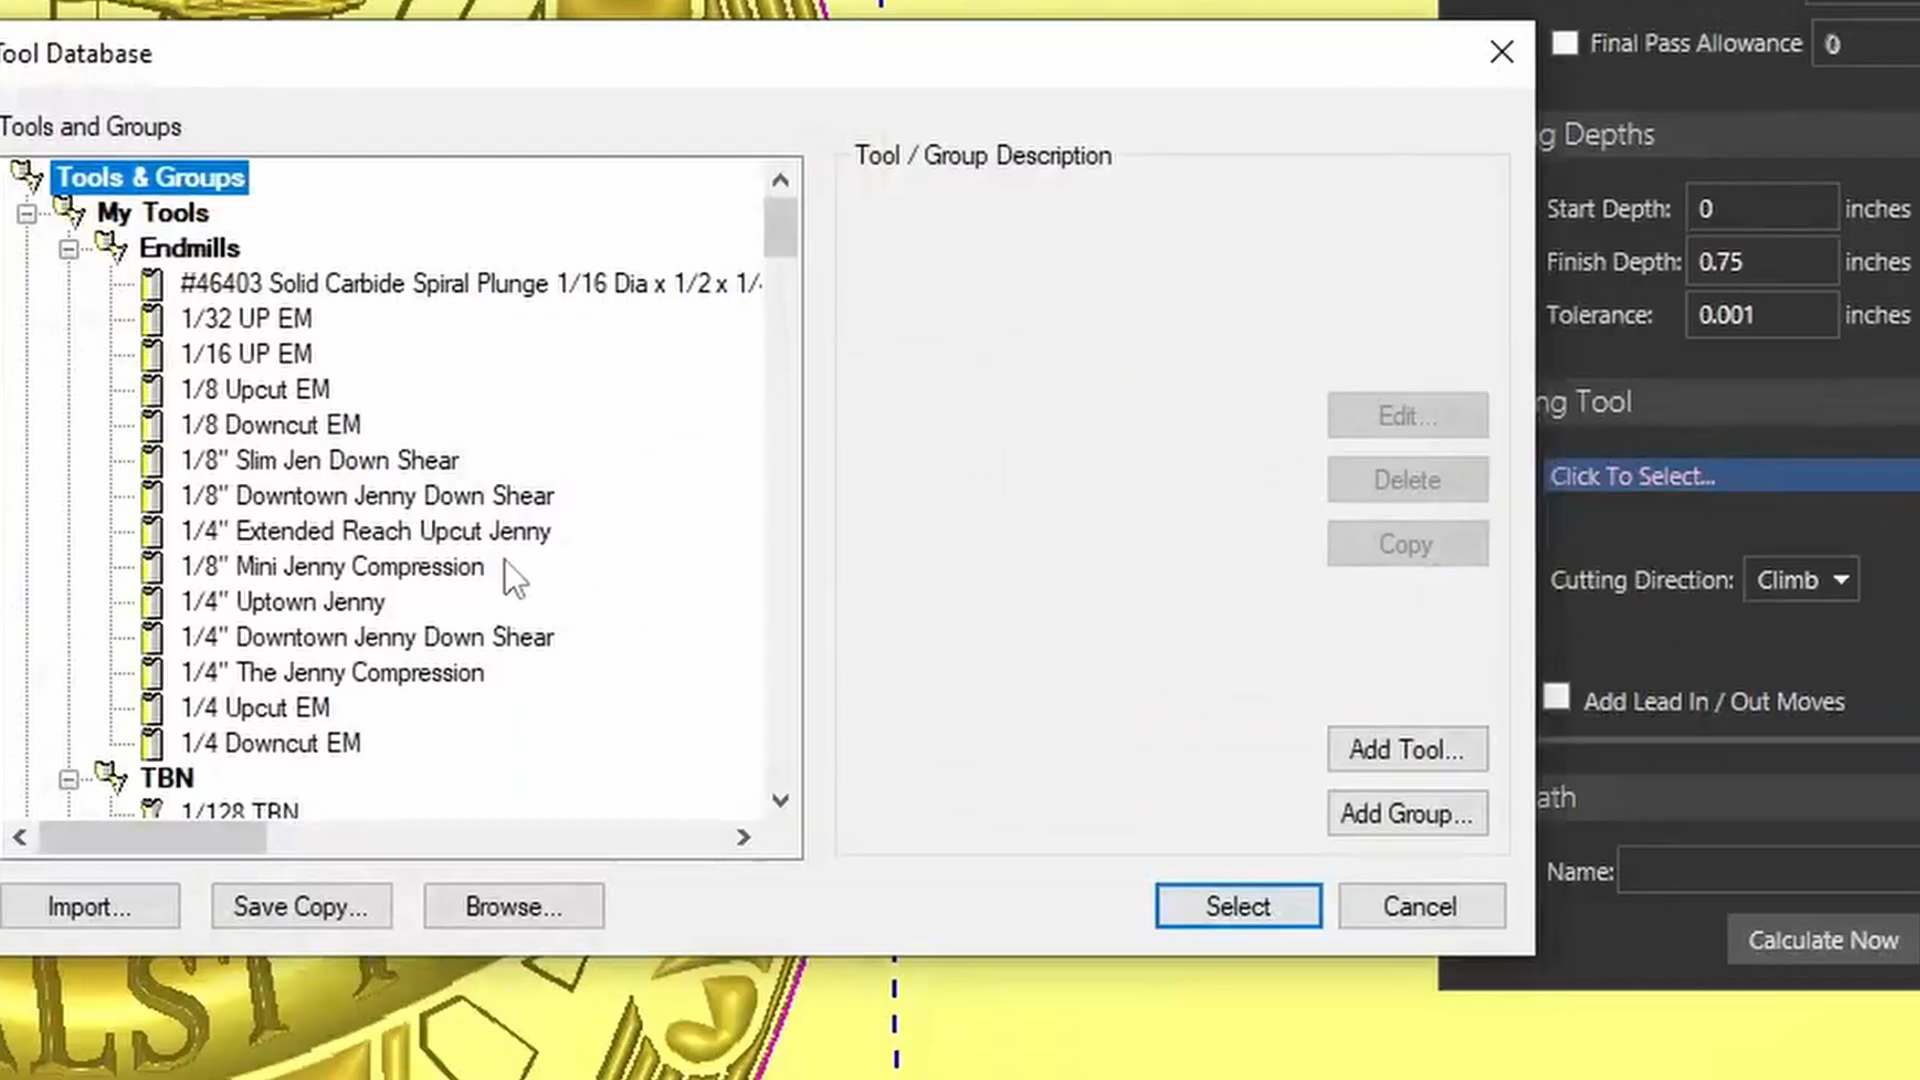 Tool Database
Tools and Groups
Tools & Groups
My Tools
Endmills
#46403 Solid Carbide Spiral Plunge 1/16 Dia x 1/2 x 1/
1/32 UP EM
1/16 UP EM
1/8 Upcut EM
1/8 Downcut EM
1/8" Slim Jen Down Shear
1/8" Downtown Jenny Down Shear
1/4" Extended Reach Upcut Jenny
1/8" Mini Jenny Compression
1/4" Uptown Jenny
1/4" Downtown Jenny Down Shear
1/4" The Jenny Compression
1/4 Upcut EM
1/4 Downcut EM
TBN
1/128 TBN
Import...
Save Copy...
Browse...
Tool / Group Description
Edit...
Delete
Copy
Add Tool...
Add Group...
Select
Cancel
Final Pass Allowance 0
g Depths
Start Depth: 0 inches
Finish Depth: 0.75 inches
Tolerance: 0.001 inches
ng Tool
Click To Select...
Cutting Direction: Climb
Add Lead In / Out Moves
ath
Name:
Calculate Now